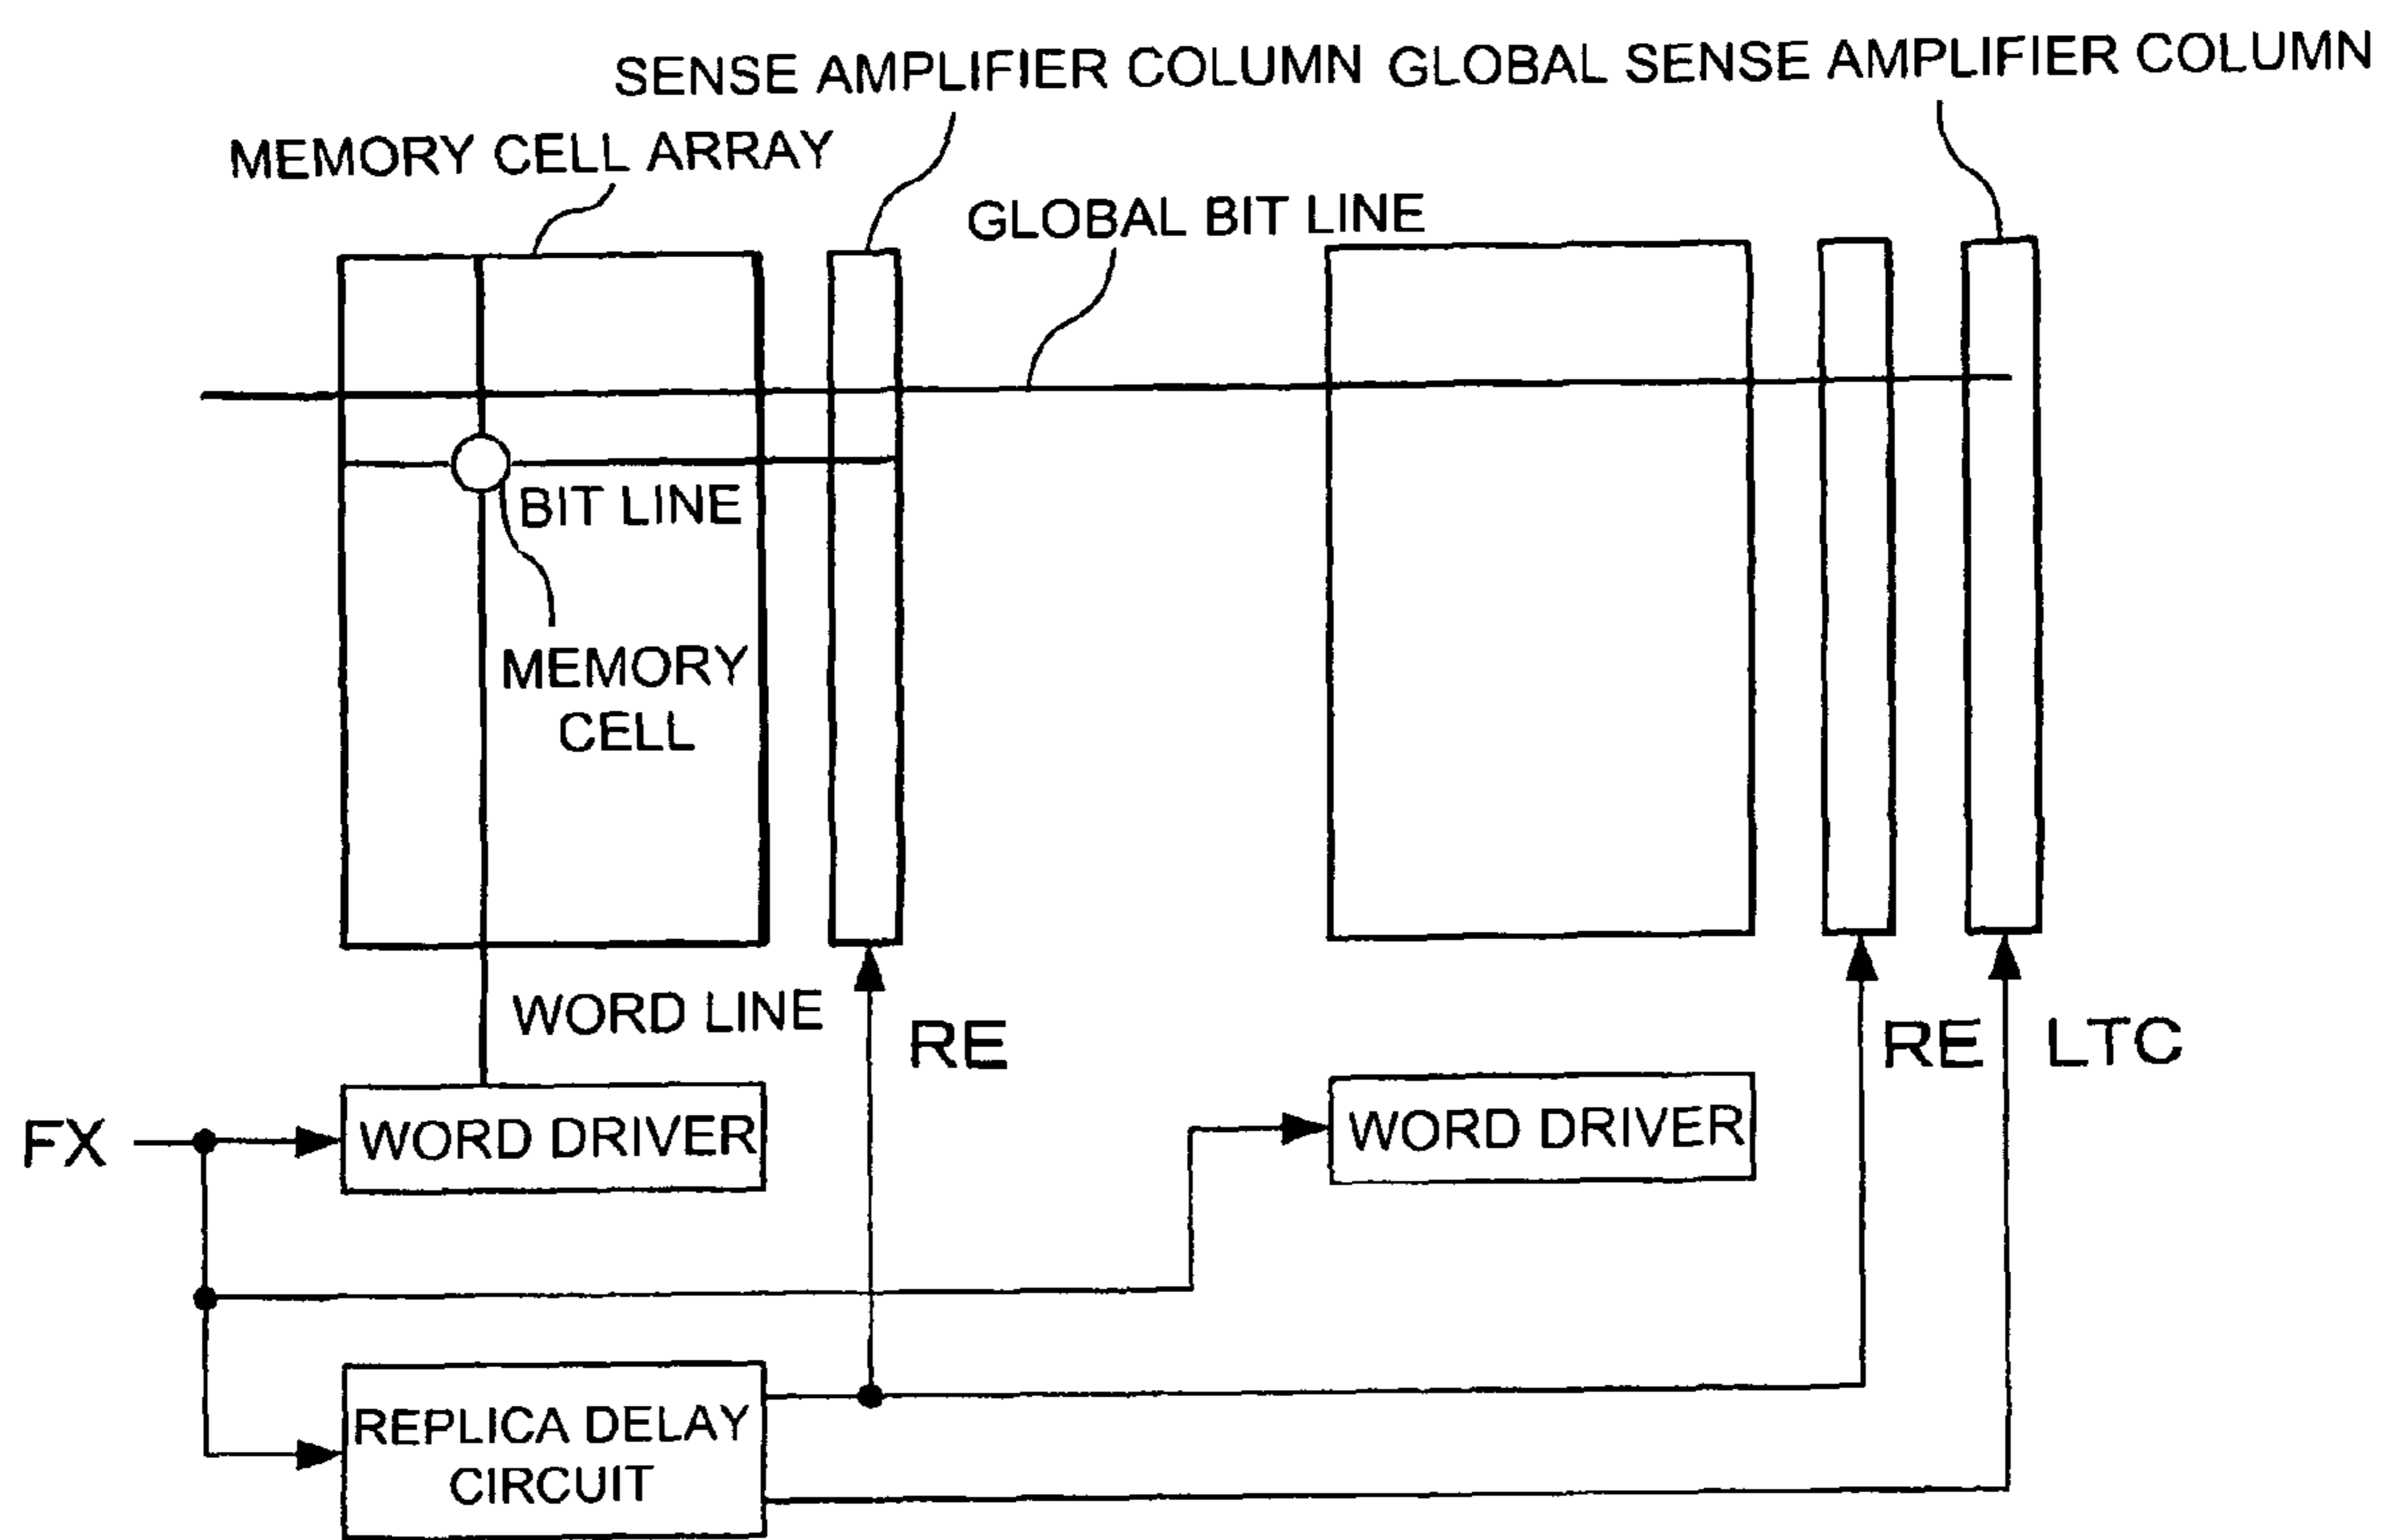 SENSE AMPLIFIER COLUMN
GLOBAL SENSE AMPLIFIER COLUMN
MEMORY CELL ARRAY
GLOBAL BIT LINE
BIT LINE
MEMORY
CELL
WORD LINE
RE
RE
LTC
FX
WORD DRIVER
WORD DRIVER
REPLICA DELAY
CIRCUIT